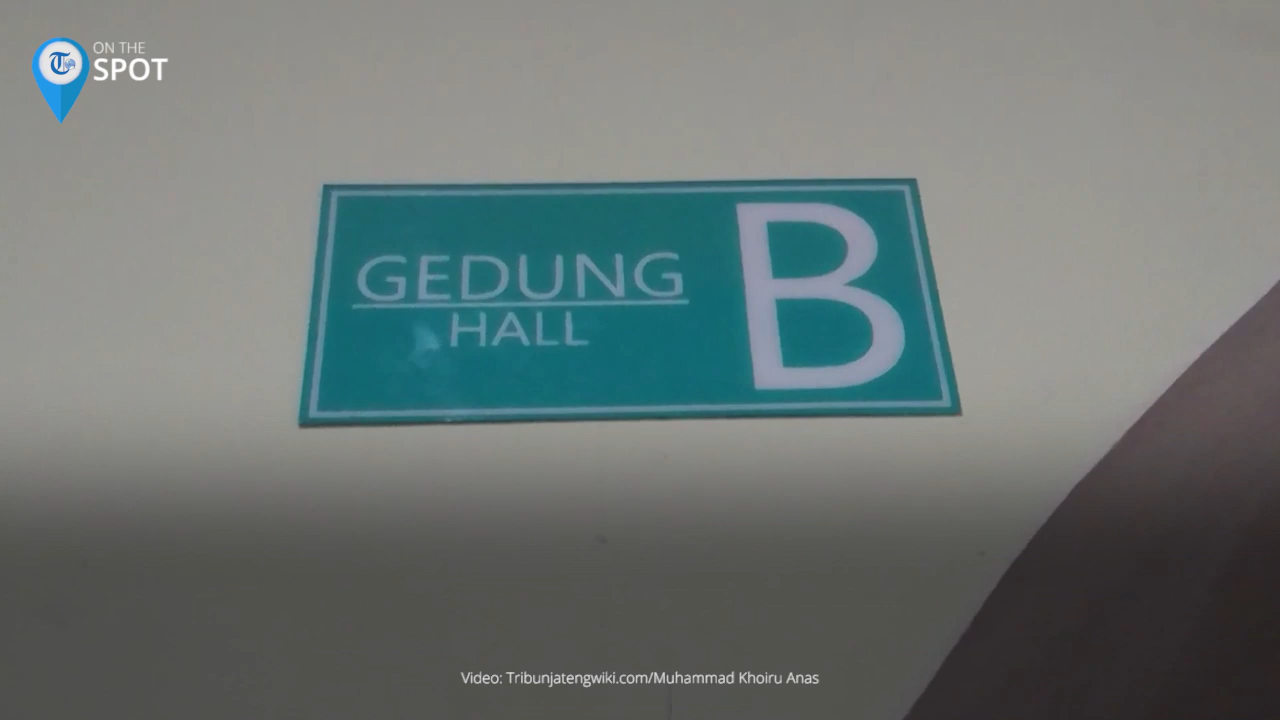 ON THE
SPOT
GEDUNG
HALL
B
Video: Tribunjatengwiki.com/Muhammad Khoiru Anas